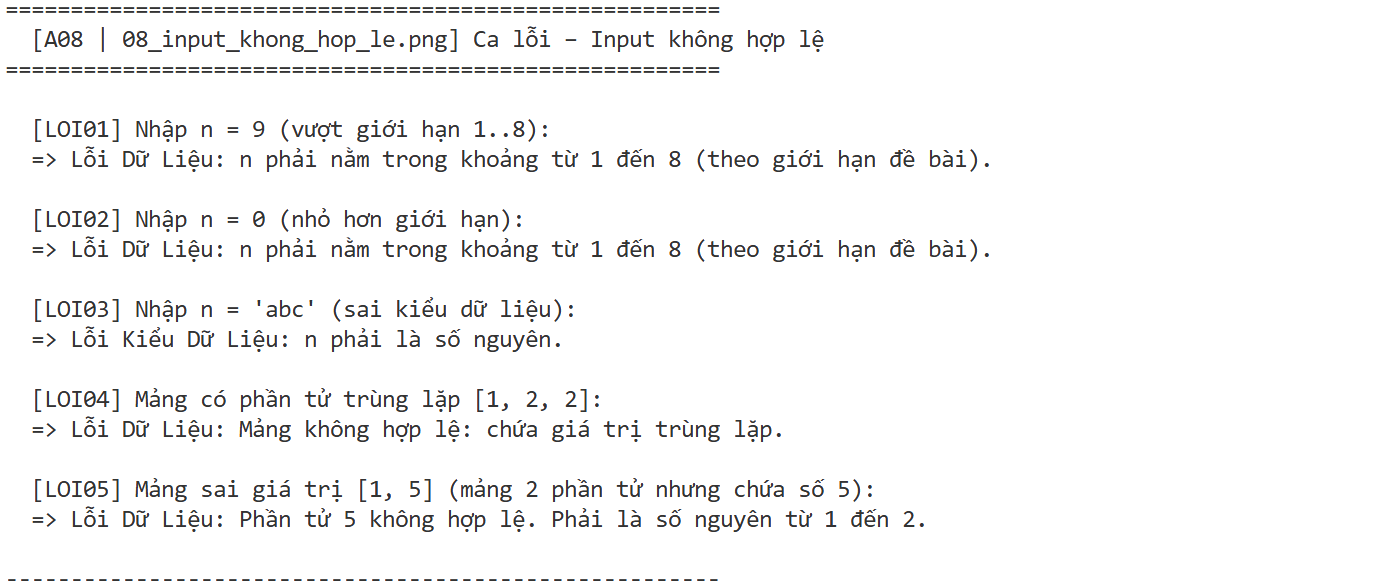 =======================================================
[A08 | 08_input_khong_hop_le.png] Ca lỗi – Input không hợp lệ
=======================================================
[LOI01] Nhập n = 9 (vượt giới hạn 1..8):
=> Lỗi Dữ Liệu: n phải nằm trong khoảng từ 1 đến 8 (theo giới hạn đề bài).
[LOI02] Nhập n = 0 (nhỏ hơn giới hạn):
=> Lỗi Dữ Liệu: n phải nằm trong khoảng từ 1 đến 8 (theo giới hạn đề bài).
[LOI03] Nhập n = 'abc' (sai kiểu dữ liệu):
=> Lỗi Kiểu Dữ Liệu: n phải là số nguyên.
[LOI04] Mảng có phần tử trùng lặp [1, 2, 2]:
=> Lỗi Dữ Liệu: Mảng không hợp lệ: chứa giá trị trùng lặp.
[LOI05] Mảng sai giá trị [1, 5] (mảng 2 phần tử nhưng chứa số 5):
=> Lỗi Dữ Liệu: Phần tử 5 không hợp lệ. Phải là số nguyên từ 1 đến 2.
-------------------------------------------------------